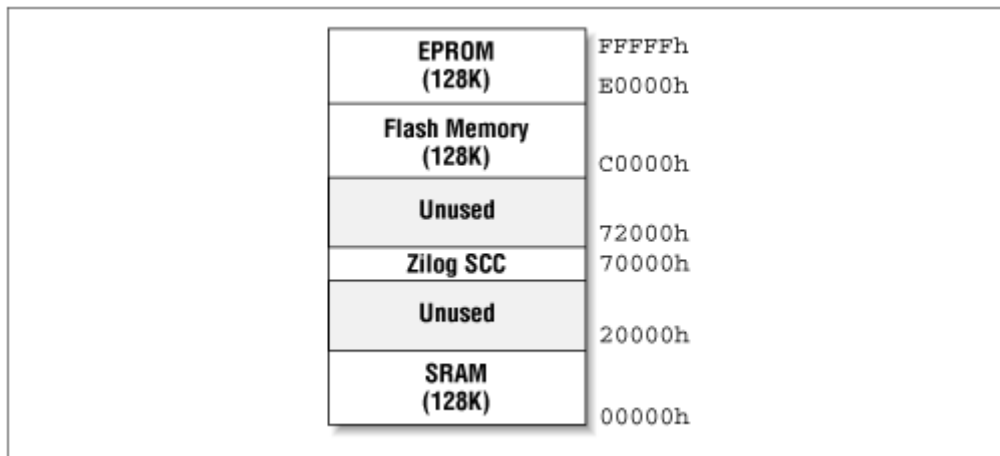 EPROM
(128K)
FFFFFh
E0000h
Flash Memory
(128K)
C0000h
Unused
72000h
Zilog SCC
70000h
Unused
20000h
SRAM
(128K)
00000h